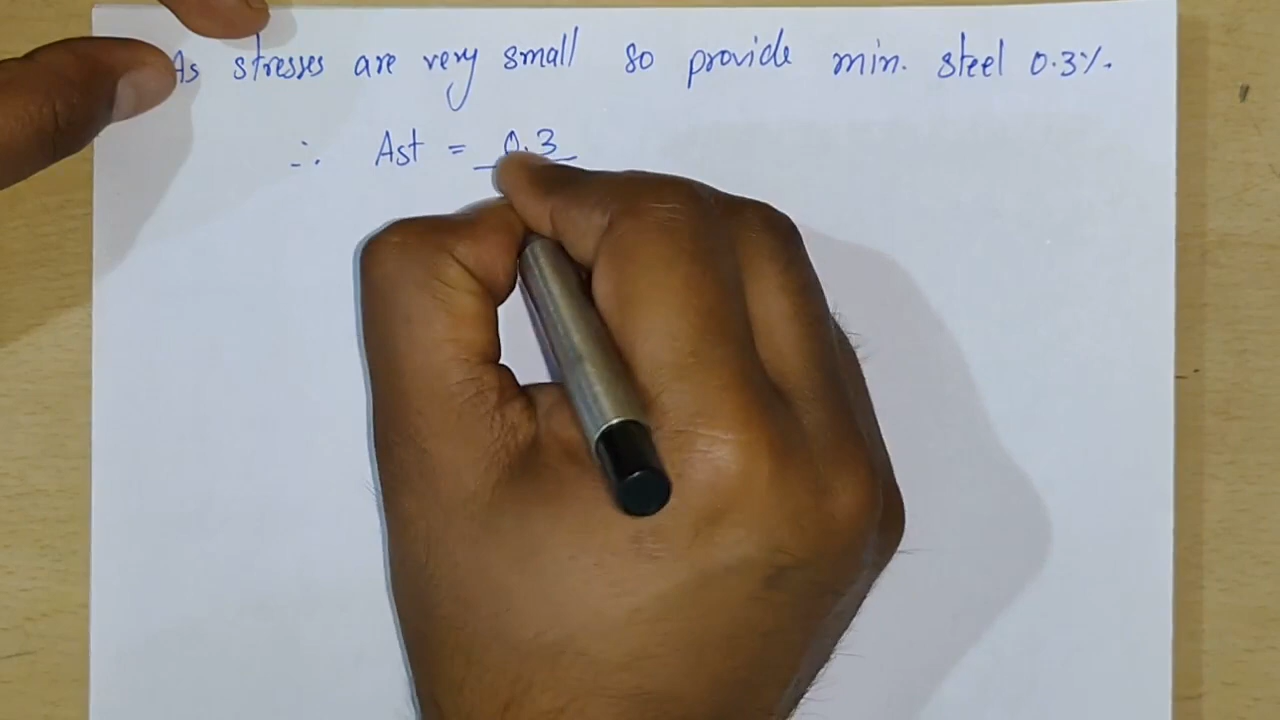 As stresses are very small so provide min. steel 0.3%.
∴ Ast = 0.3